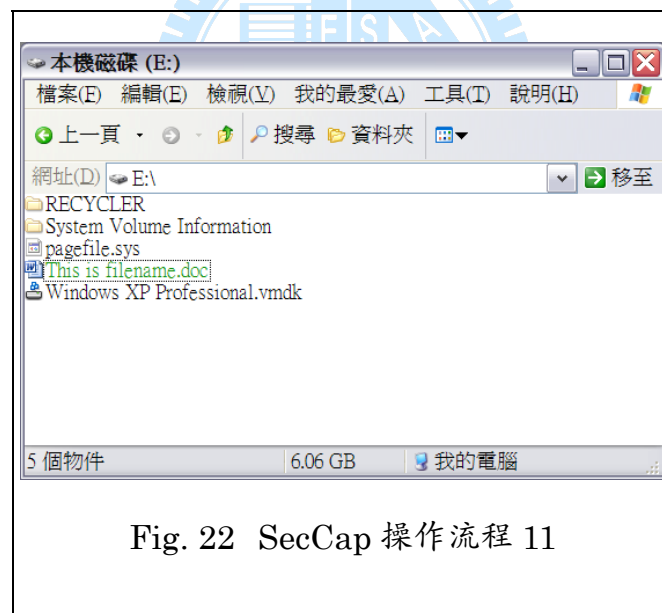 本機磁碟 (E:)
檔案(F) 編輯(E) 檢視(V) 我的最愛(A) 工具(T) 說明(H)
上一頁 搜尋 資料夾
網址(D) E:\ 移至
RECYCLER
System Volume Information
pagefile.sys
This is filename.doc
Windows XP Professional.vmdk
5 個物件 6.06 GB 我的電腦
Fig. 22 SecCap 操作流程 11